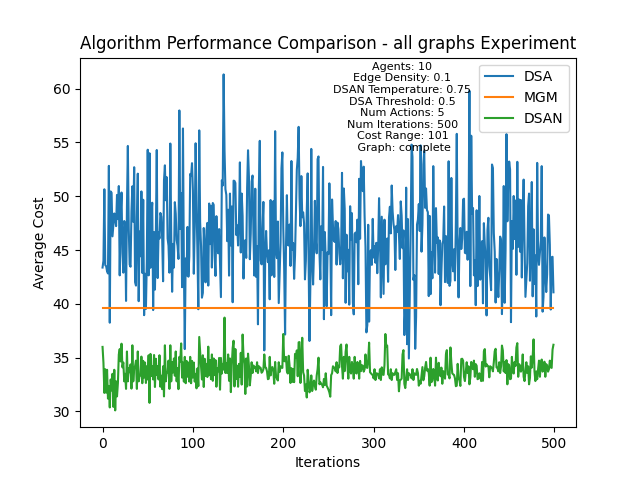 Algorithm Performance Comparison - all graphs Experiment
Agents: 10
Edge Density: 0.1
DSAN Temperature: 0.75
DSA Threshold: 0.5
Num Actions: 5
Num Iterations: 500
Cost Range: 101
Graph: complete
DSA
MGM
DSAN
Average Cost
60
55
50
45
40
35
30
0
100
200
300
400
500
Iterations